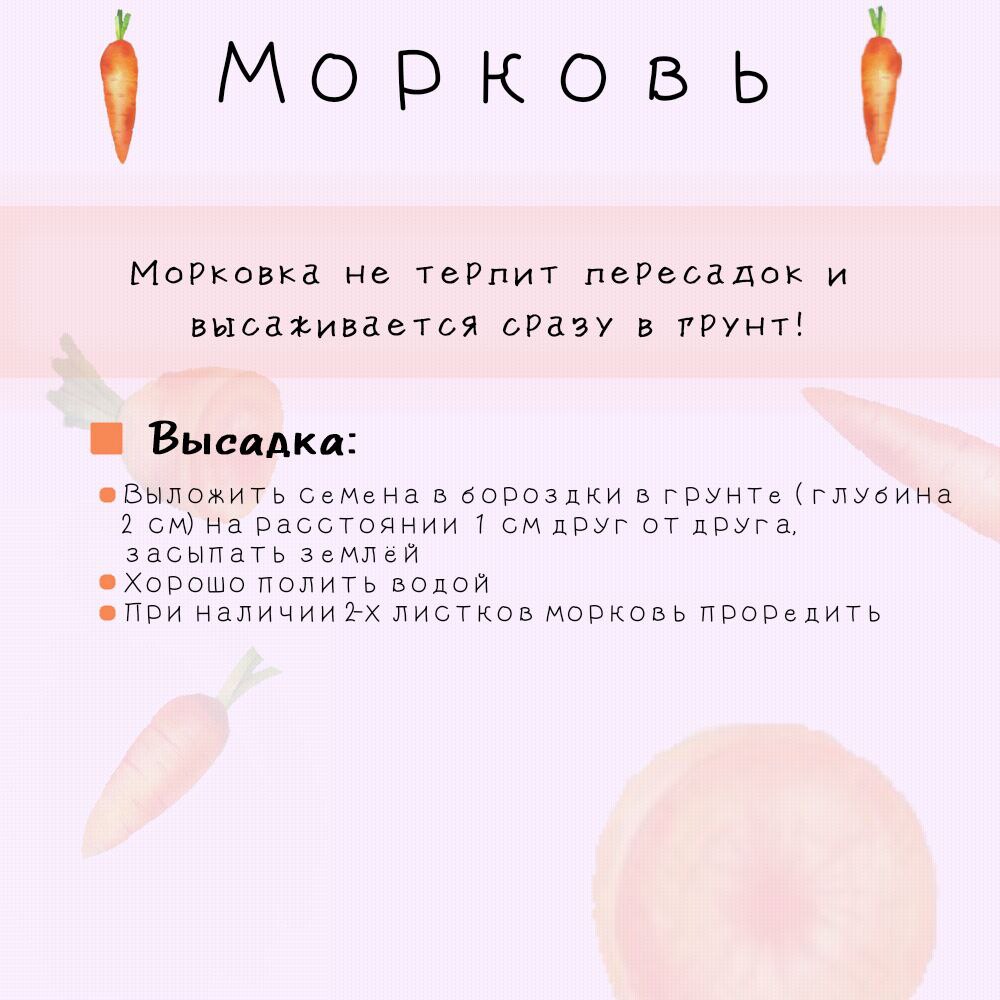 Морковь
Морковка не терпит пересадок и
высаживается сразу в грунт!
Высадка:
Выложить семена в бороздки в грунте (глубина
2 см) на расстоянии 1 см друг от друга,
засыпать землёй
Хорошо полить водой
При наличии 2-х листков морковь проредить